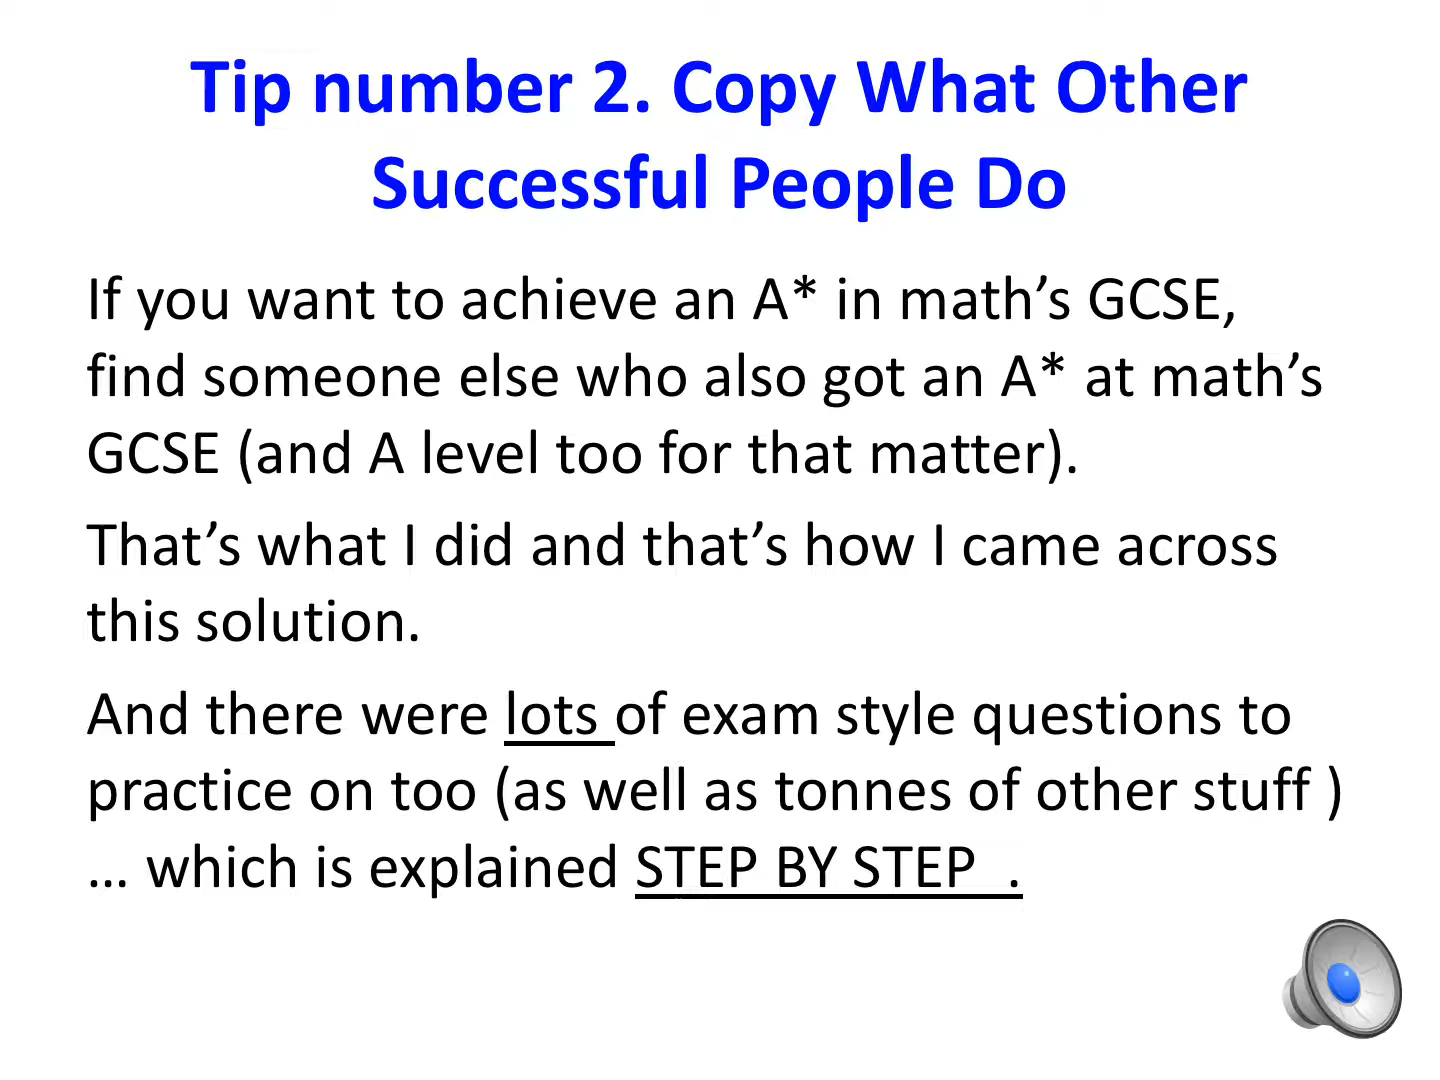 Tip number 2. Copy What Other
Successful People Do
If you want to achieve an A* in math’s GCSE,
find someone else who also got an A* at math’s
GCSE (and A level too for that matter).
That’s what I did and that’s how I came across
this solution.
And there were lots of exam style questions to
practice on too (as well as tonnes of other stuff )
... which is explained STEP BY STEP  .